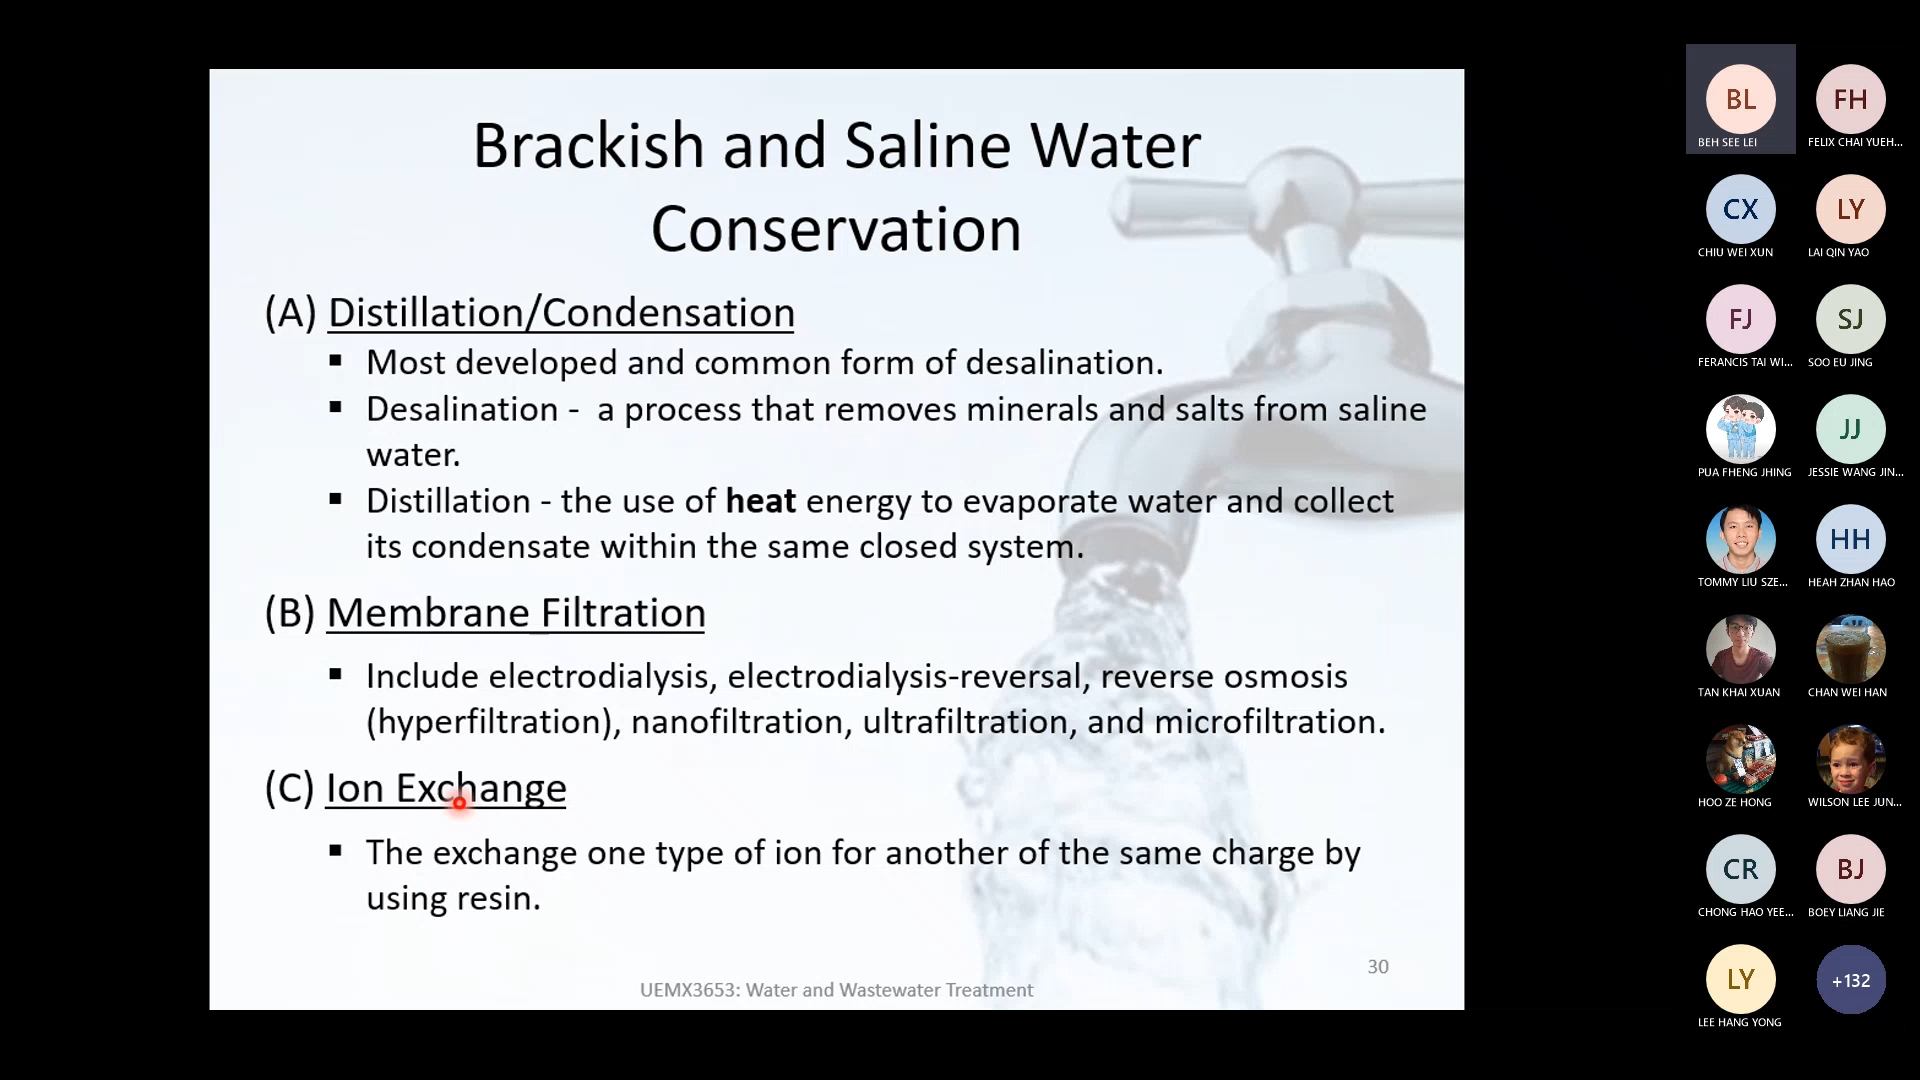 Brackish and Saline Water
Conservation
(A) Distillation/Condensation
▪ Most developed and common form of desalination.
▪ Desalination - a process that removes minerals and salts from saline
water.
▪ Distillation - the use of heat energy to evaporate water and collect
its condensate within the same closed system.
(B) Membrane Filtration
▪ Include electrodialysis, electrodialysis-reversal, reverse osmosis
(hyperfiltration), nanofiltration, ultrafiltration, and microfiltration.
(C) Ion Exchange
▪ The exchange one type of ion for another of the same charge by
using resin.
30
UEMX3653: Water and Wastewater Treatment
BL
BEH SEE LEI
FH
FELIX CHAI YUEH...
CX
CHIU WEI XUN
LY
LAI QIN YAO
FJ
FERANCIS TAI WI...
SJ
SOO EU JING
PUA FHENG JHING
JJ
JESSIE WANG JIN...
TOMMY LIU SZE...
HH
HEAH ZHAN HAO
TAN KHAI XUAN
CHAN WEI HAN
HOO ZE HONG
WILSON LEE JUN...
CR
CHONG HAO YEE...
BJ
BOEY LIANG JIE
LY
LEE HANG YONG
+132